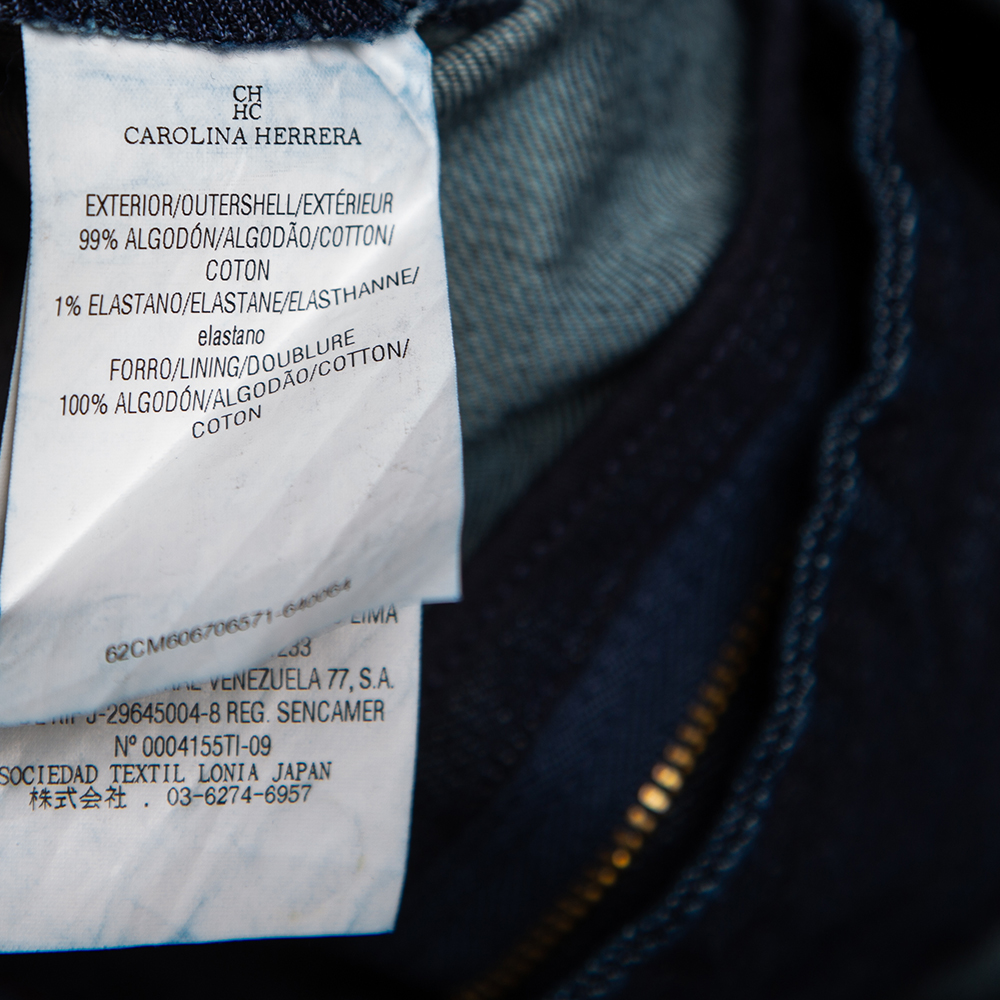 CH
HC
CAROLINA HERRERA
EXTERIOR/OUTERSHELL/EXTÉRIEUR
99% ALGODÓN/ALGODÃO/COTTON/
COTON
1% ELASTANO/ELASTANE/ELASTHANNE/
elastano
FORRO/LINING/DOUBLURE
100% ALGODÓN/ALGODÃO/COTTON/
COTON
62CM606706571-640064
LIMA
VENEZUELA 77, S.A.
J-29645004-8 REG. SENCAMER
Nº 0004155TI-09
SOCIEDAD TEXTIL LONIA JAPAN
株式会社 . 03-6274-6957